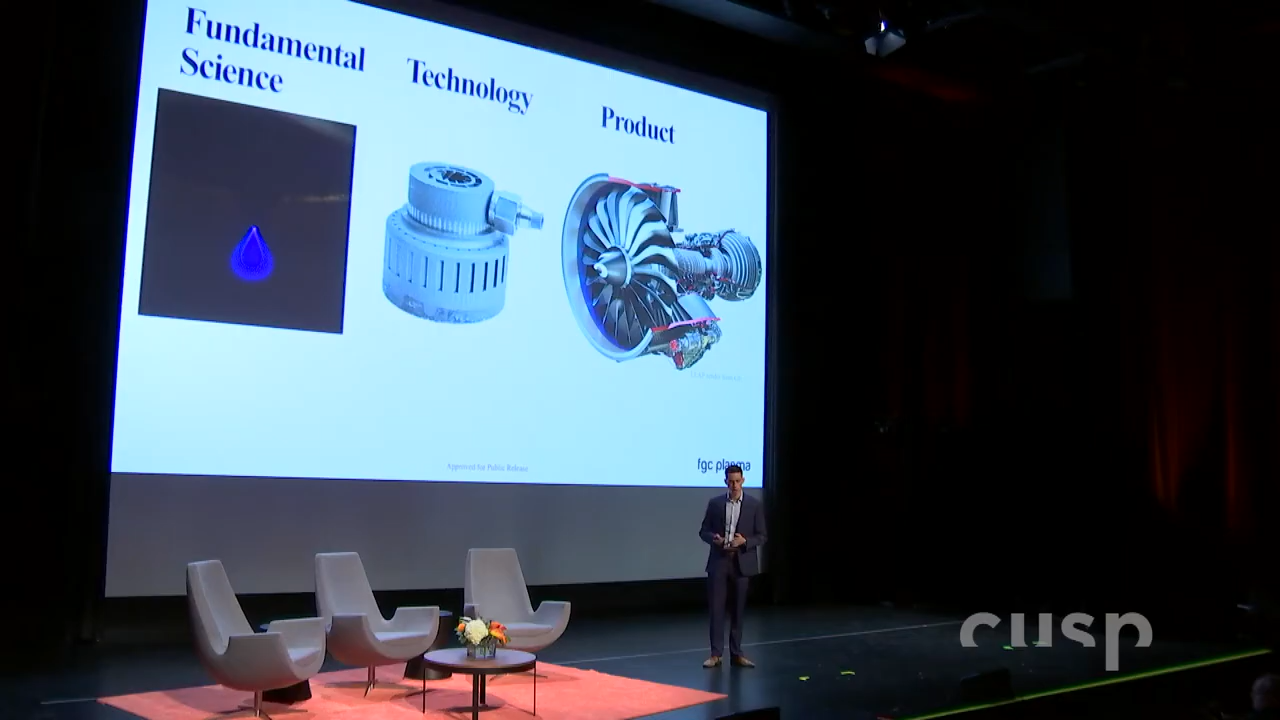 Fundamental
Science
Technology
Product
Approved for Public Release
fgc plasma
cusp